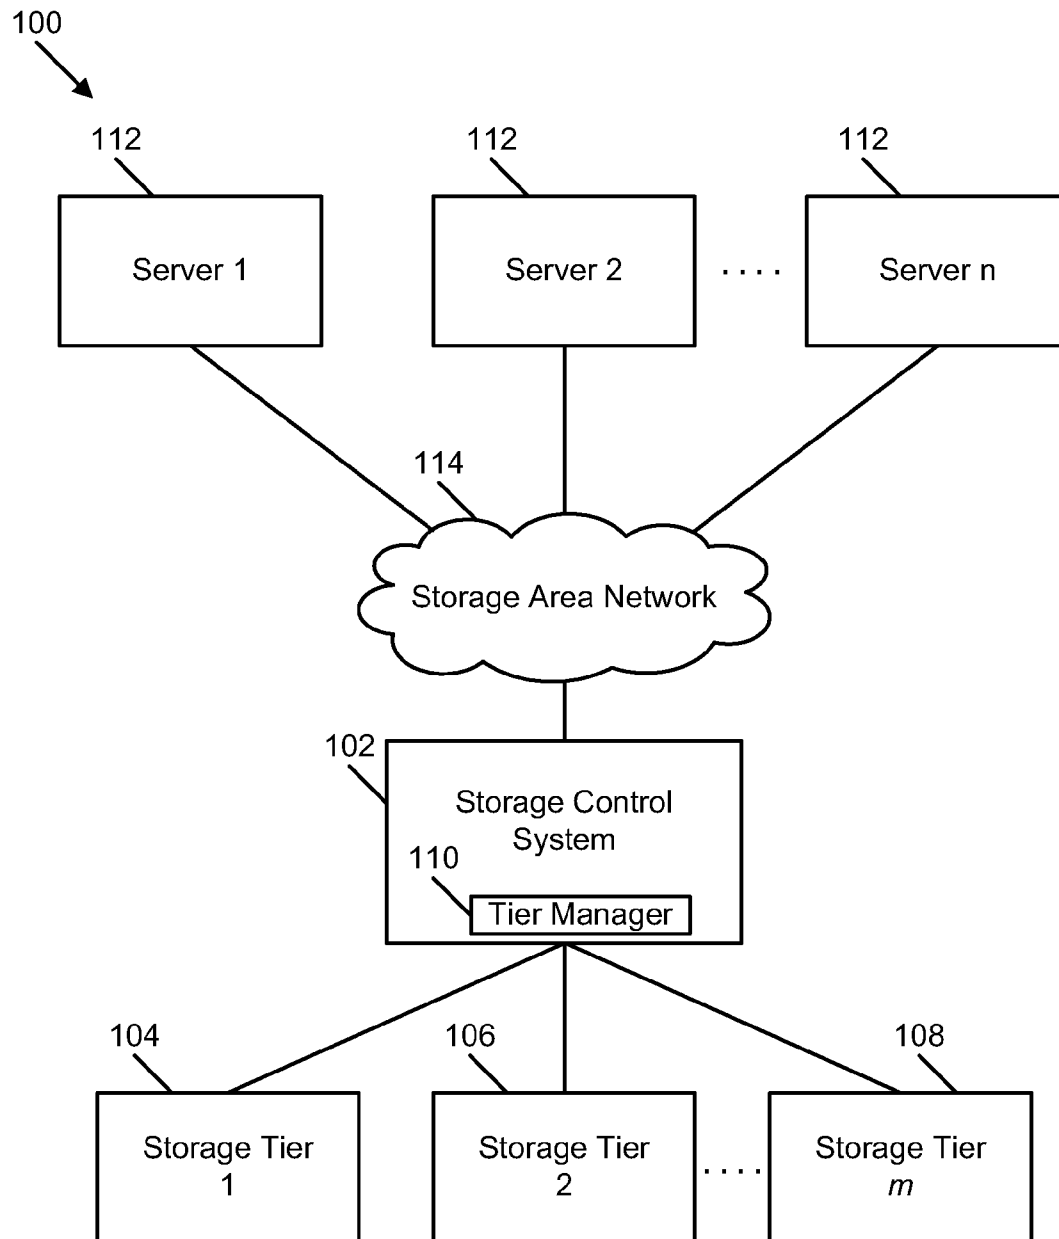 100
112
112
112
Server 1
Server 2
. . . .
Server n
114
Storage Area Network
102
Storage Control
System
110
Tier Manager
104
106
108
Storage Tier
1
Storage Tier
2
. . . .
Storage Tier
m